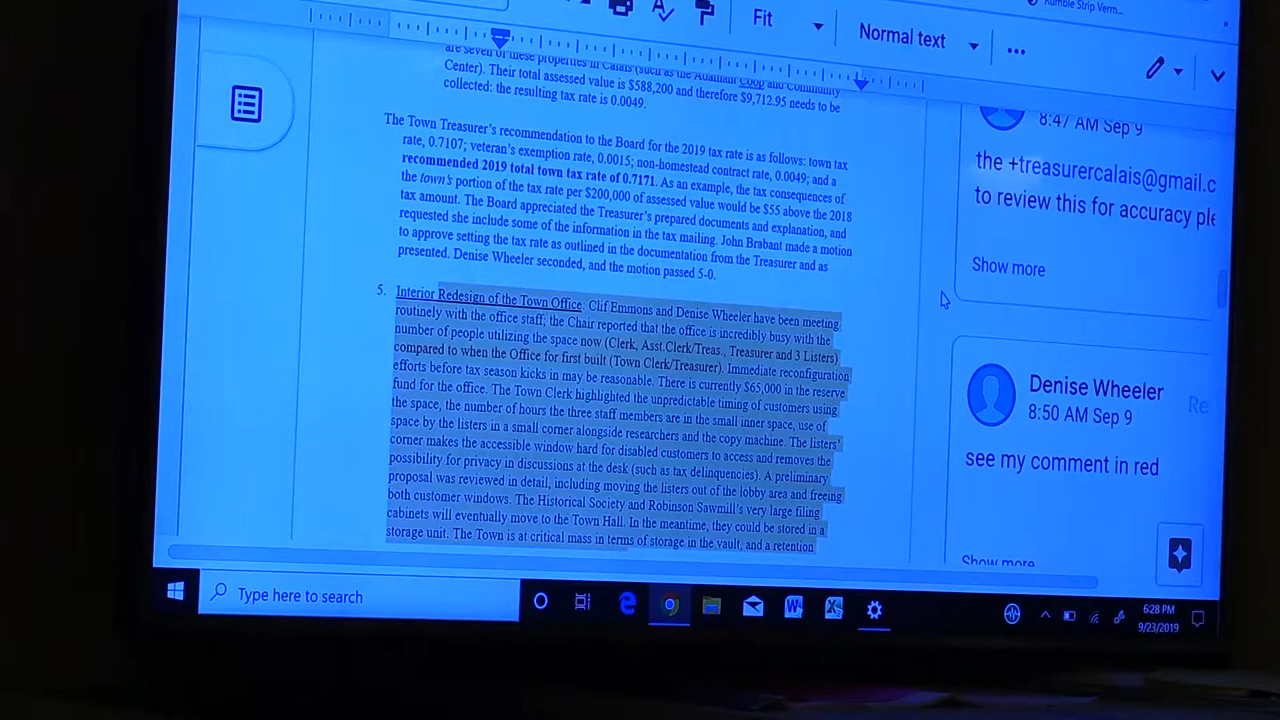 Rumble Strip Verm...
Fit
Normal text
are seven of these properties in Calais (such as the Adamant Coop and Community
Center). Their total assessed value is $588,200 and therefore $9,712.95 needs to be
collected: the resulting tax rate is 0.0049.
The Town Treasurer's recommendation to the Board for the 2019 tax rate is as follows: town tax
rate, 0.7107; veteran's exemption rate, 0.0015; non-homestead contract rate, 0.0049; and a
recommended 2019 total town tax rate of 0.7171. As an example, the tax consequences of
the town's portion of the tax rate per $200,000 of assessed value would be $55 above the 2018
tax amount. The Board appreciated the Treasurer's prepared documents and explanation, and
requested she include some of the information in the tax mailing. John Brabant made a motion
to approve setting the tax rate as outlined in the documentation from the Treasurer and as
presented. Denise Wheeler seconded, and the motion passed 5-0.
5. Interior Redesign of the Town Office: Clif Emmons and Denise Wheeler have been meeting
routinely with the office staff; the Chair reported that the office is incredibly busy with the
number of people utilizing the space now (Clerk, Asst.Clerk/Treas., Treasurer and 3 Listers)
compared to when the Office for first built (Town Clerk/Treasurer). Immediate reconfiguration
efforts before tax season kicks in may be reasonable. There is currently $65,000 in the reserve
fund for the office. The Town Clerk highlighted the unpredictable timing of customers using
the space, the number of hours the three staff members are in the small inner space, use of
space by the listers in a small corner alongside researchers and the copy machine. The listers'
corner makes the accessible window hard for disabled customers to access and removes the
possibility for privacy in discussions at the desk (such as tax delinquencies). A preliminary
proposal was reviewed in detail, including moving the listers out of the lobby area and freeing
both customer windows. The Historical Society and Robinson Sawmill's very large filing
cabinets will eventually move to the Town Hall. In the meantime, they could be stored in a
storage unit. The Town is at critical mass in terms of storage in the vault, and a retention
8:47 AM Sep 9
the +treasurercalais@gmail.c
to review this for accuracy ple
Show more
Denise Wheeler
Re
8:50 AM Sep 9
see my comment in red
Show more
Type here to search
6:28 PM
9/23/2019